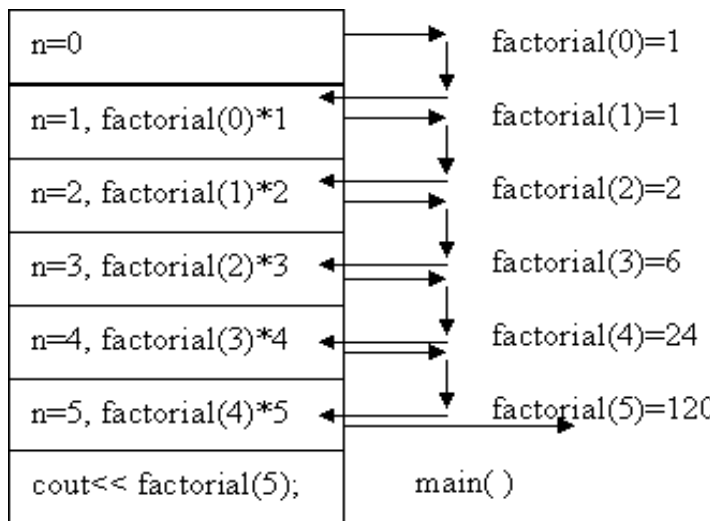 n=0 factorial(0)=1
n=1, factorial(0)*1 factorial(1)=1
n=2, factorial(1)*2 factorial(2)=2
n=3, factorial(2)*3 factorial(3)=6
n=4, factorial(3)*4 factorial(4)=24
n=5, factorial(4)*5 factorial(5)=120
cout<< factorial(5); main( )